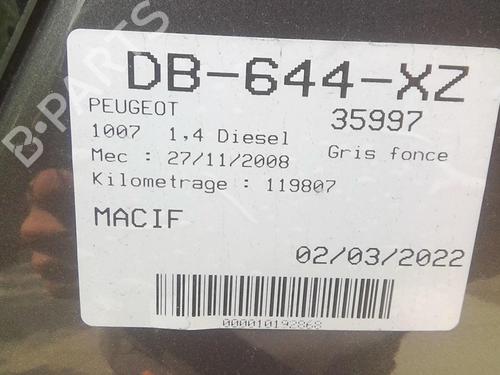 DB-644-XZ
PEUGEOT 35997
1007 1,4 Diesel
Mec : 27/11/2008 Gris fonce
Kilometrage : 119807
MACIF
02/03/2022
000010192868
B-PARTS